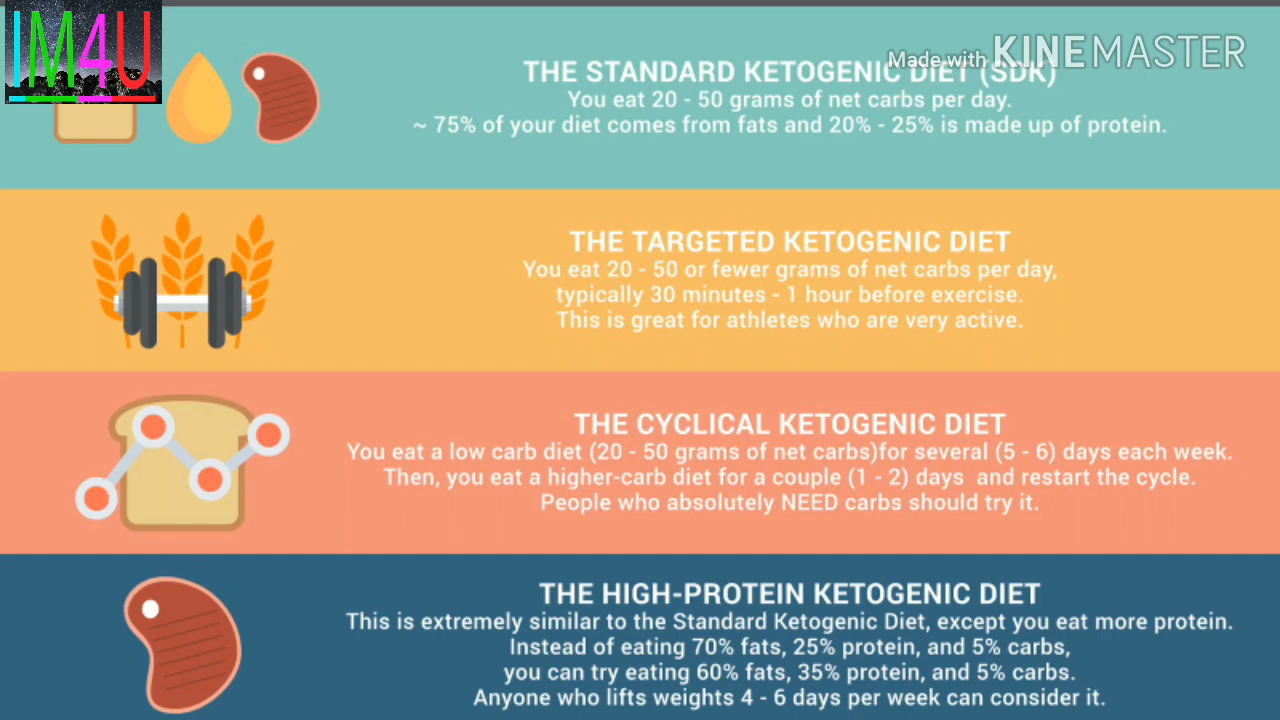 IM4U
Made with KINEMASTER
THE STANDARD KETOGENIC DIET (SDK)
You eat 20 - 50 grams of net carbs per day.
~ 75% of your diet comes from fats and 20% - 25% is made up of protein.
THE TARGETED KETOGENIC DIET
You eat 20 - 50 or fewer grams of net carbs per day,
typically 30 minutes - 1 hour before exercise.
This is great for athletes who are very active.
THE CYCLICAL KETOGENIC DIET
You eat a low carb diet (20 - 50 grams of net carbs)for several (5 - 6) days each week.
Then, you eat a higher-carb diet for a couple (1 - 2) days and restart the cycle.
People who absolutely NEED carbs should try it.
THE HIGH-PROTEIN KETOGENIC DIET
This is extremely similar to the Standard Ketogenic Diet, except you eat more protein.
Instead of eating 70% fats, 25% protein, and 5% carbs,
you can try eating 60% fats, 35% protein, and 5% carbs.
Anyone who lifts weights 4 - 6 days per week can consider it.